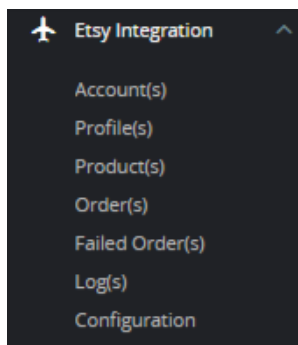 Etsy Integration
Account(s)
Profile(s)
Product(s)
Order(s)
Failed Order(s)
Log(s)
Configuration